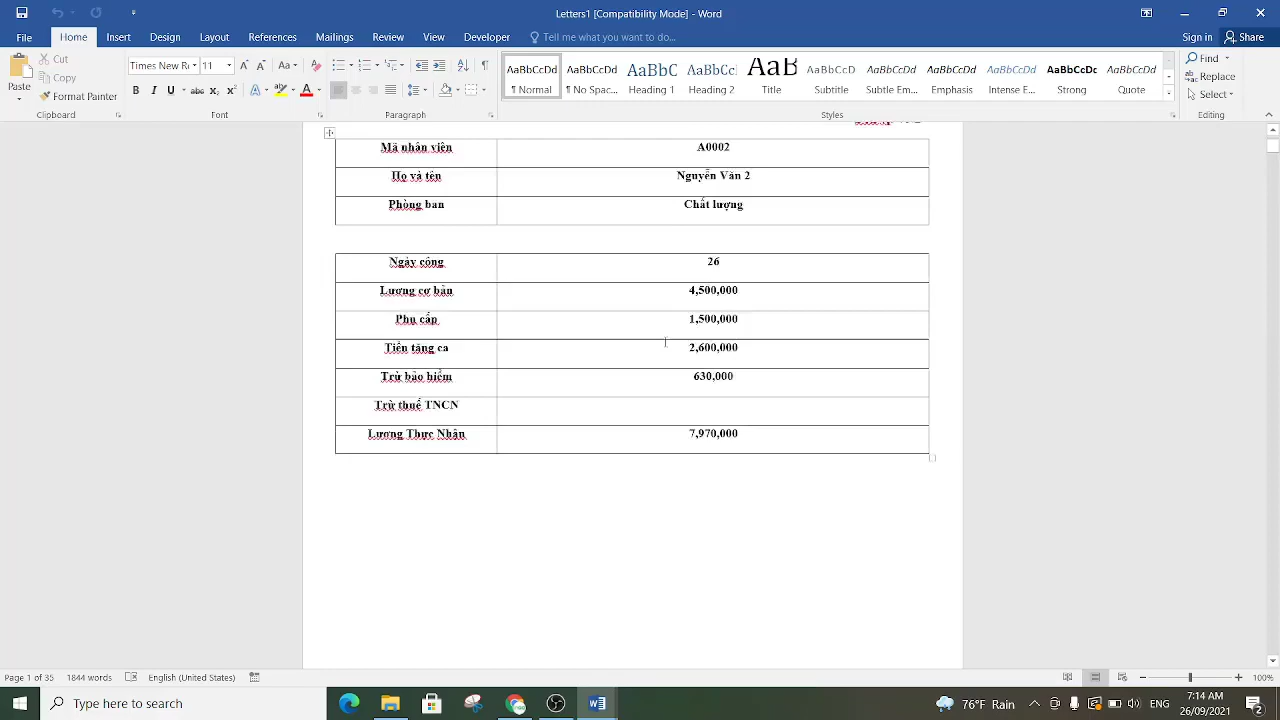 Letters1 [Compatibility Mode] - Word
File Home Insert Design Layout References Mailings Review View Developer Tell me what you want to do... Sign in Share
Paste
Cut
Copy
Format Painter
Clipboard
Times New R 11
Font
Paragraph
AaBbCcDd AaBbCcDd AaBbC AaBbCc AaB AaBbCcD AaBbCcDd AaBbCcDd AaBbCcDd AaBbCcDc AaBbCcDd
¶ Normal ¶ No Spac... Heading 1 Heading 2 Title Subtitle Subtle Em... Emphasis Intense E... Strong Quote
Styles
Find
Replace
Select
Editing
Mã nhân viên A0002
Họ và tên Nguyễn Văn 2
Phòng ban Chất lượng
Ngày công 26
Lương cơ bản 4,500,000
Phụ cấp 1,500,000
Tiền tăng ca 2,600,000
Trừ bảo hiểm 630,000
Trừ thuế TNCN
Lương Thực Nhận 7,970,000
Page 1 of 35 1844 words English (United States) 100%
Type here to search
76°F Rain
7:14 AM
26/09/2021
2